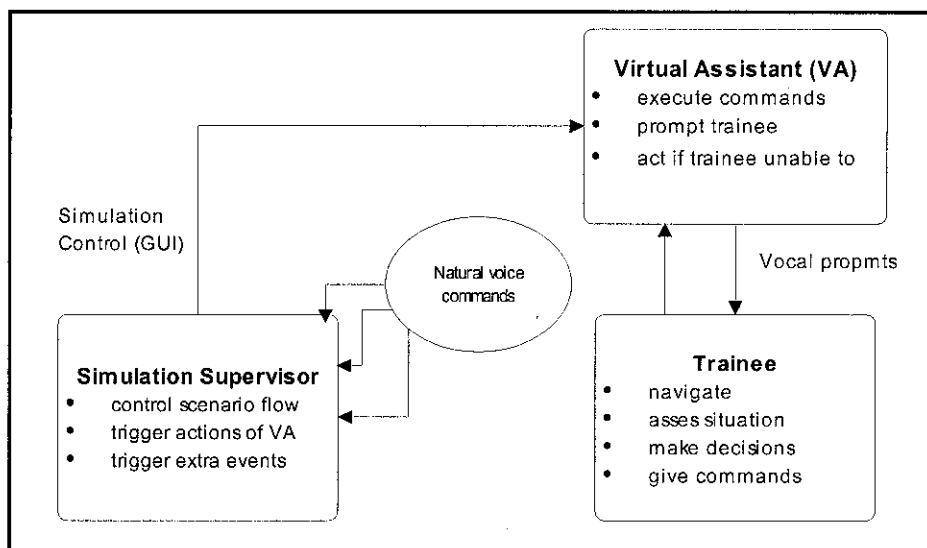 Virtual Assistant (VA)
• execute commands
• prompt trainee
• act if trainee unable to
Simulation
Control (GUI)
Natural voice
commands
Vocal propmts
Simulation Supervisor
• control scenario flow
• trigger actions of VA
• trigger extra events
Trainee
• navigate
• asses situation
• make decisions
• give commands